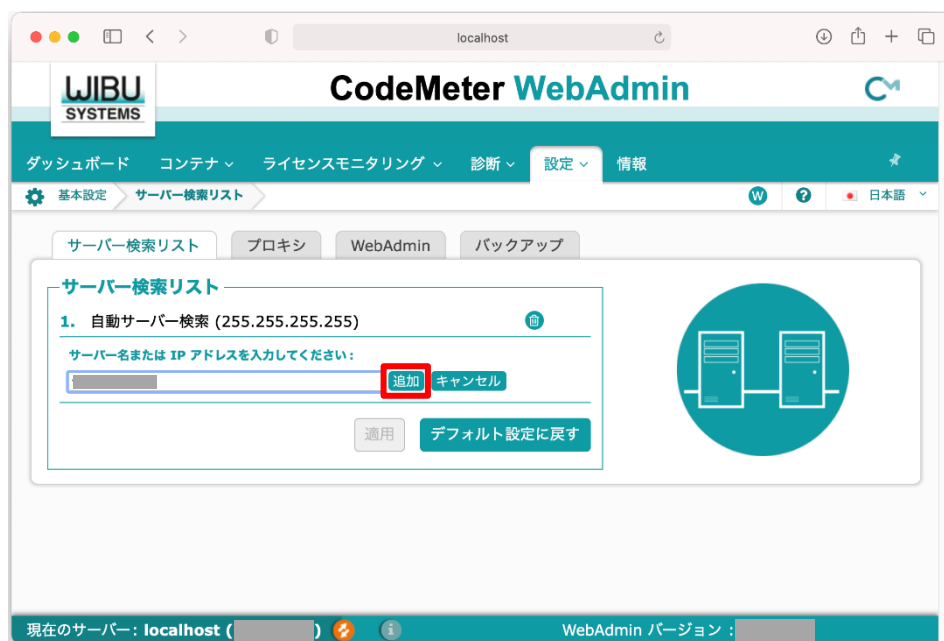 localhost
WIBU
SYSTEMS
CodeMeter WebAdmin
ダッシュボード コンテナ ライセンスモニタリング 診断 設定 情報
基本設定 サーバー検索リスト W ? 日本語
サーバー検索リスト プロキシ WebAdmin バックアップ
サーバー検索リスト
1. 自動サーバー検索 (255.255.255.255)
サーバー名または IP アドレスを入力してください:
追加 キャンセル
適用 デフォルト設定に戻す
現在のサーバー: localhost ( ) i WebAdmin バージョン :